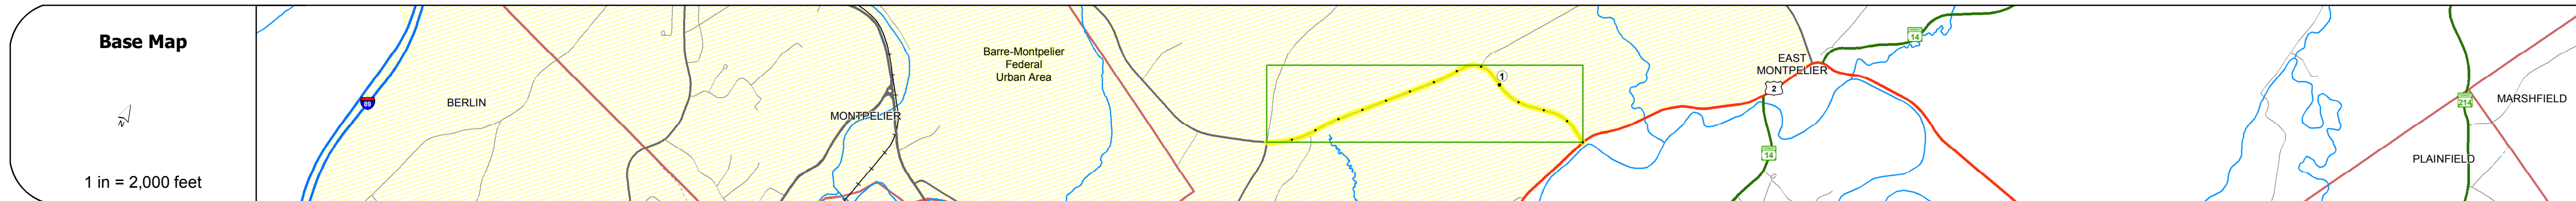 Base Map
N
1 in = 2,000 feet
89
BERLIN
MONTPELIER
Barre-Montpelier
Federal
Urban Area
1
EAST
MONTPELIER
2
14
14
214
MARSHFIELD
PLAINFIELD